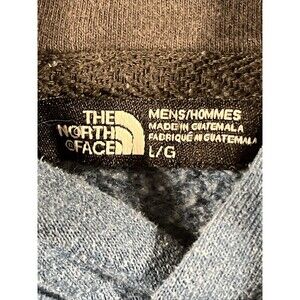 THE
NORTH
FACE
MENS/HOMMES
MADE IN GUATEMALA
FABRIQUÉ AU GUATEMALA
L/G